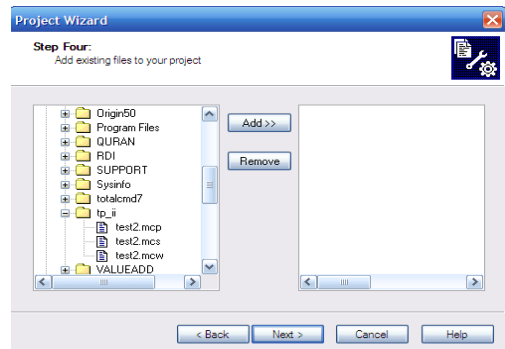 Project Wizard
Step Four:
Add existing files to your project
Origin50
Program Files
QURAN
RDI
SUPPORT
Sysinfo
totalcmd7
tp_ii
test2.mcp
test2.mcs
test2.mcw
VALUEADD
Add >>
Remove
< Back
Next >
Cancel
Help